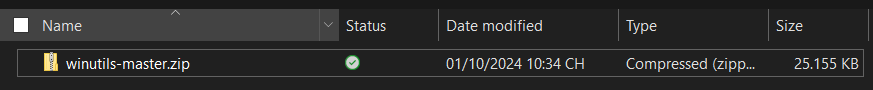 Name Status Date modified Type Size
winutils-master.zip 01/10/2024 10:34 CH Compressed (zipp... 25.155 KB